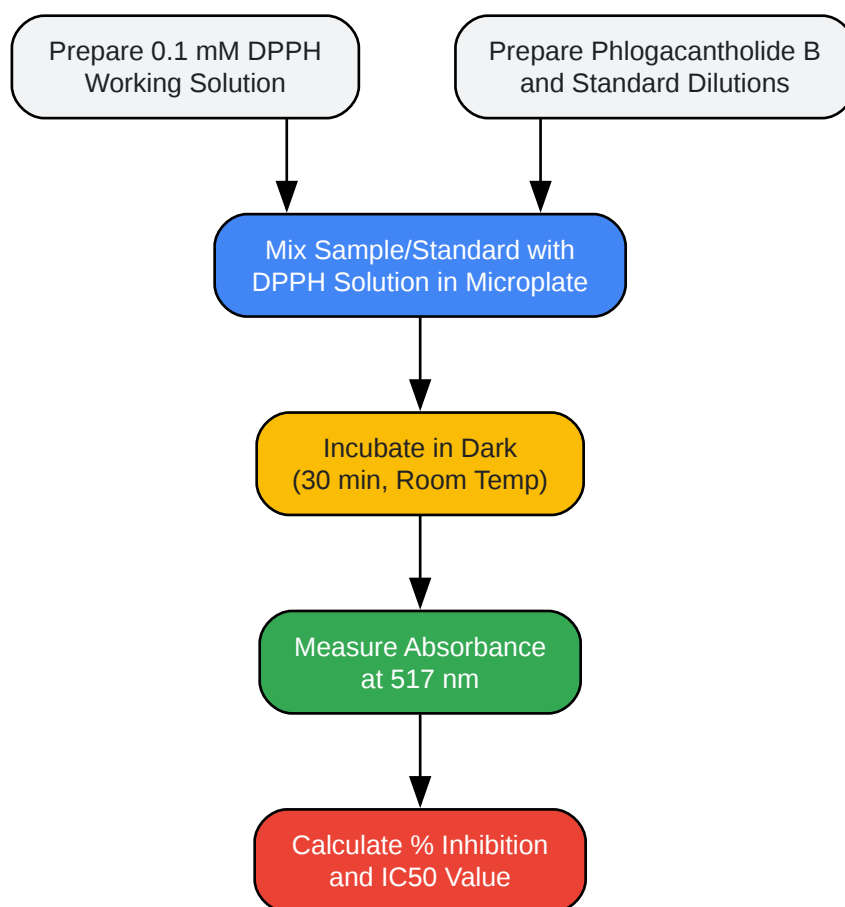 Prepare 0.1 mM DPPH
Working Solution
Prepare Phlogacantholide B
and Standard Dilutions
Mix Sample/Standard with
DPPH Solution in Microplate
Incubate in Dark
(30 min, Room Temp)
Measure Absorbance
at 517 nm
Calculate % Inhibition
and IC50 Value